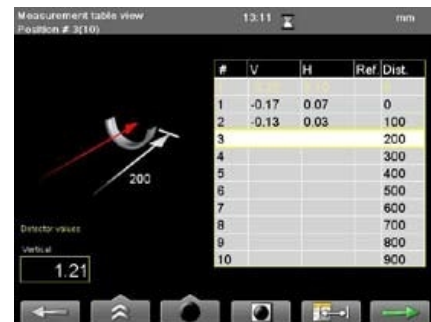 Measurement table view 13:11 mm
Position # 3(10)
# V H Ref. Dist.
1 -0.17 0.07 0
2 -0.13 0.03 100
3 200
4 300
5 400
6 500
7 600
8 700
9 800
10 900
200
Detector values
Vertical
1.21